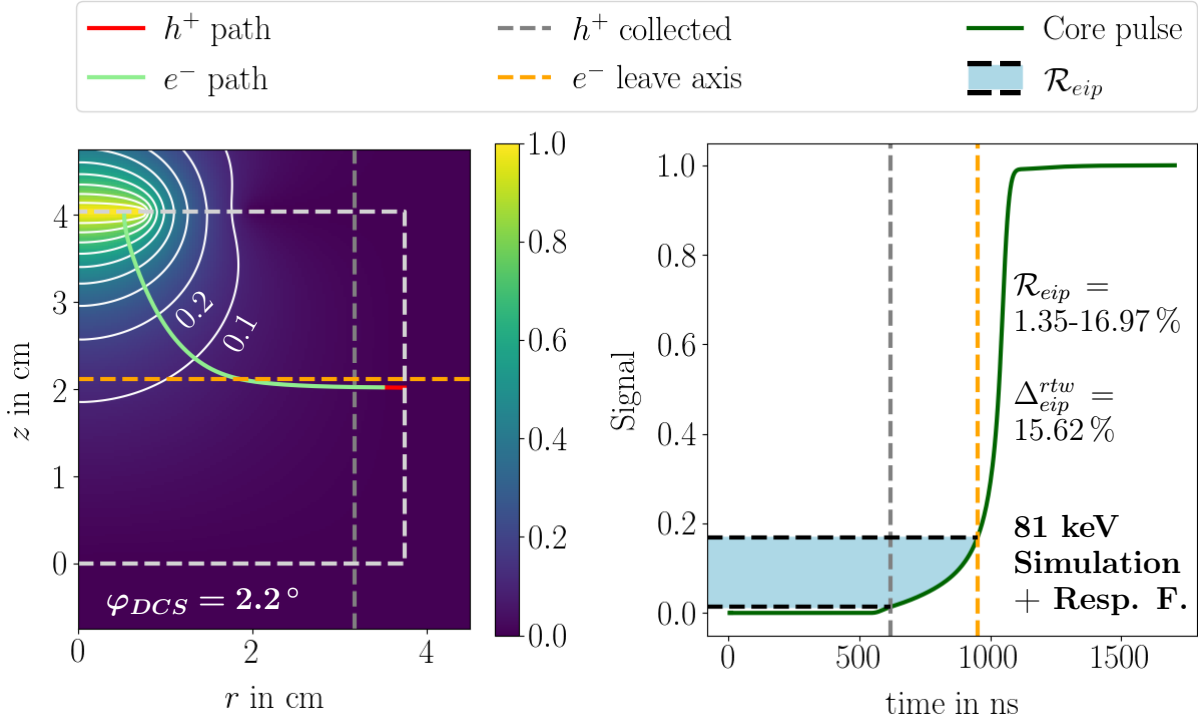 h⁺ path
e⁻ path
h⁺ collected
e⁻ leave axis
Core pulse
𝓡ₑᵢₚ
z in cm
4
3
2
1
0
0.2
0.1
φ_DCS = 2.2°
0
2
4
r in cm
1.0
0.8
0.6
0.4
0.2
0.0
Signal
1.0
0.8
0.6
0.4
0.2
0.0
𝓡ₑᵢₚ =
1.35-16.97 %
Δ^{rtw}_{eip} =
15.62 %
81 keV
Simulation
+ Resp. F.
0
500
1000
1500
time in ns